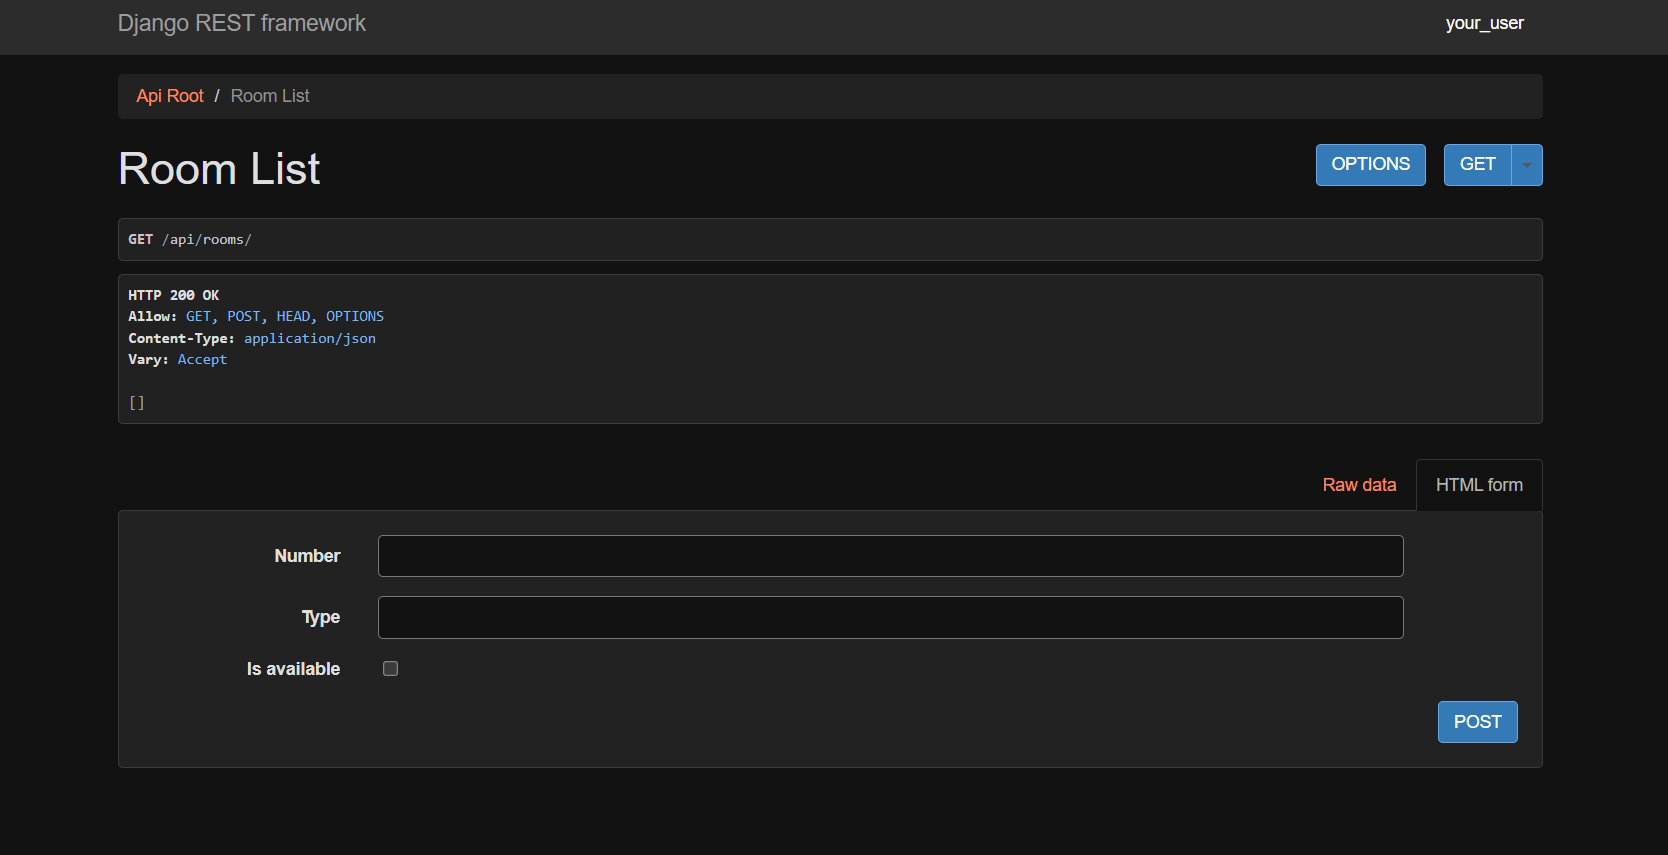 Django REST framework
your_user
Api Root / Room List
Room List
OPTIONS
GET
GET /api/rooms/
HTTP 200 OK
Allow: GET, POST, HEAD, OPTIONS
Content-Type: application/json
Vary: Accept
[]
Raw data
HTML form
Number
Type
Is available
POST